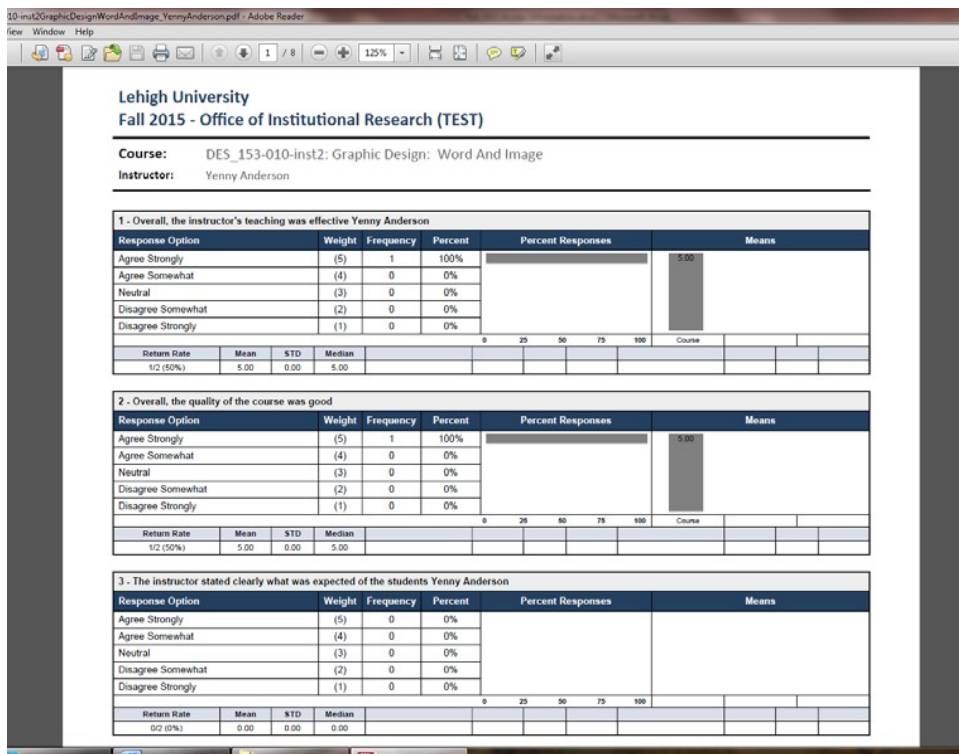 10-inst2GraphicDesignWordAndImage_YennyAnderson.pdf - Adobe Reader
View Window Help
1 / 8 125%
Lehigh University
Fall 2015 - Office of Institutional Research (TEST)
Course: DES_153-010-inst2: Graphic Design: Word And Image
Instructor: Yenny Anderson
1 - Overall, the instructor's teaching was effective Yenny Anderson
Response Option Weight Frequency Percent Percent Responses Means
Agree Strongly (5) 1 100% 5.00
Agree Somewhat (4) 0 0%
Neutral (3) 0 0%
Disagree Somewhat (2) 0 0%
Disagree Strongly (1) 0 0%
0 25 50 75 100 Course
Return Rate Mean STD Median
1/2 (50%) 5.00 0.00 5.00
2 - Overall, the quality of the course was good
Response Option Weight Frequency Percent Percent Responses Means
Agree Strongly (5) 1 100% 5.00
Agree Somewhat (4) 0 0%
Neutral (3) 0 0%
Disagree Somewhat (2) 0 0%
Disagree Strongly (1) 0 0%
0 25 50 75 100 Course
Return Rate Mean STD Median
1/2 (50%) 5.00 0.00 5.00
3 - The instructor stated clearly what was expected of the students Yenny Anderson
Response Option Weight Frequency Percent Percent Responses Means
Agree Strongly (5) 0 0%
Agree Somewhat (4) 0 0%
Neutral (3) 0 0%
Disagree Somewhat (2) 0 0%
Disagree Strongly (1) 0 0%
0 25 50 75 100
Return Rate Mean STD Median
0/2 (0%) 0.00 0.00 0.00